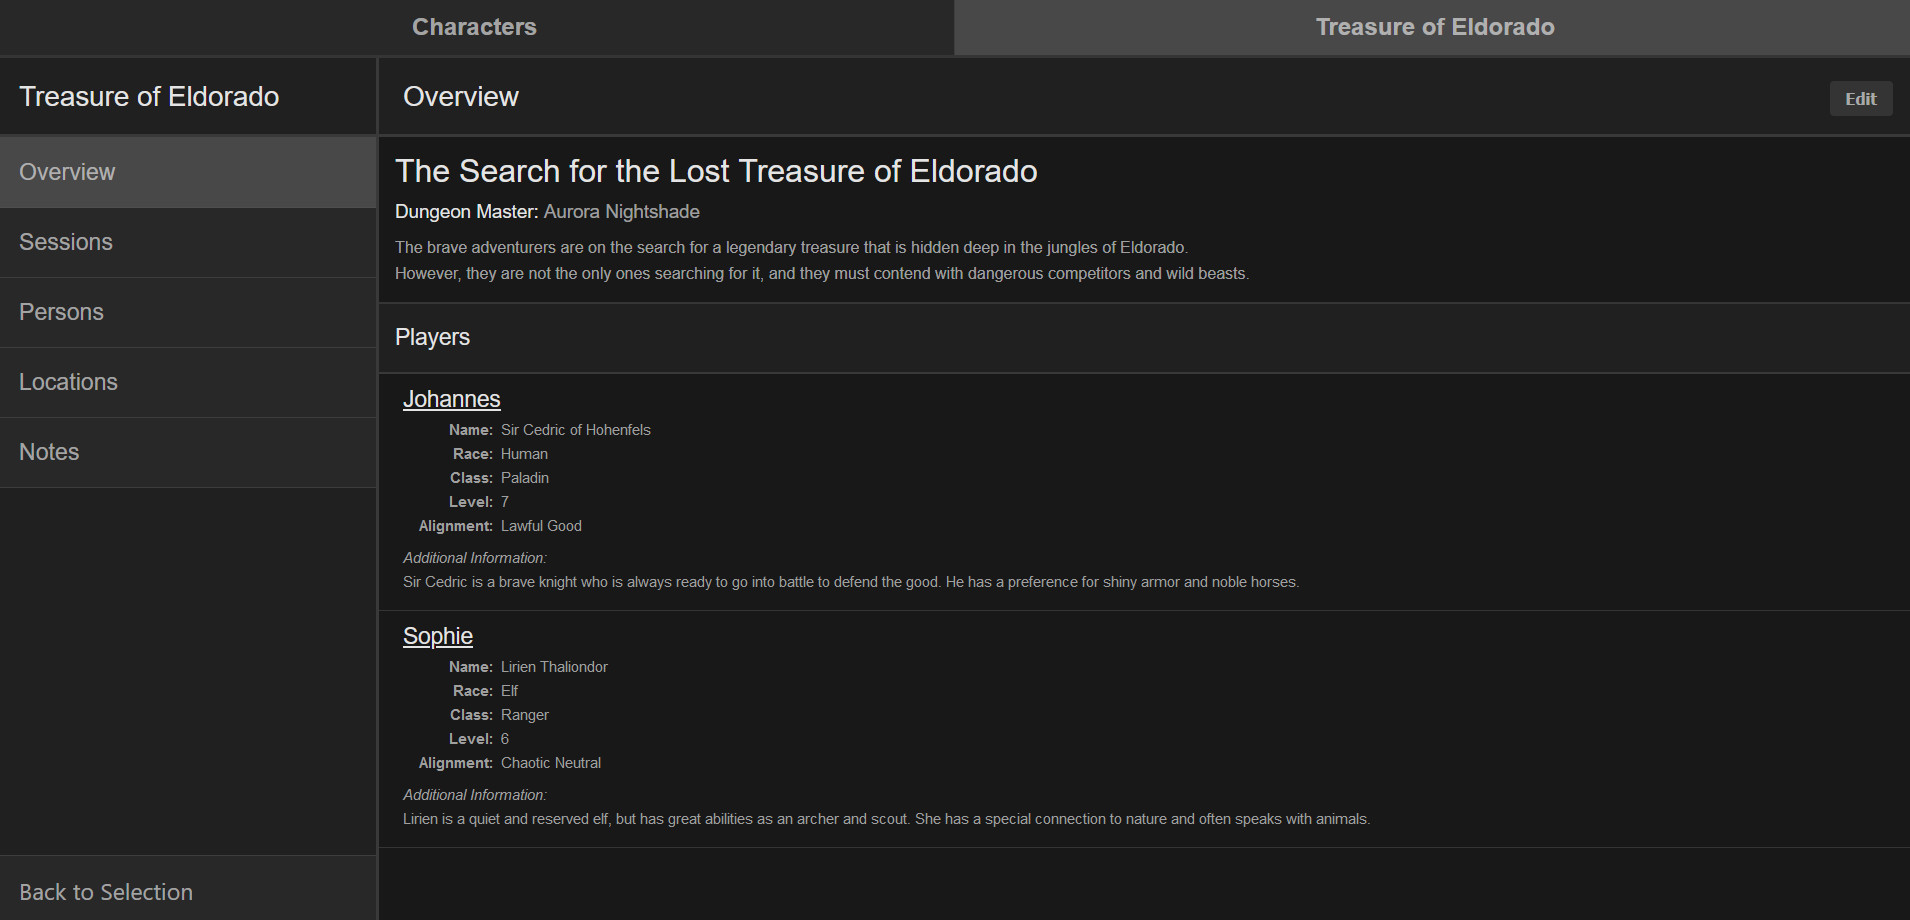 Characters
Treasure of Eldorado
Treasure of Eldorado
Overview
Sessions
Persons
Locations
Notes
Back to Selection
Overview
Edit
The Search for the Lost Treasure of Eldorado
Dungeon Master: Aurora Nightshade
The brave adventurers are on the search for a legendary treasure that is hidden deep in the jungles of Eldorado.
However, they are not the only ones searching for it, and they must contend with dangerous competitors and wild beasts.
Players
Johannes
Name: Sir Cedric of Hohenfels
Race: Human
Class: Paladin
Level: 7
Alignment: Lawful Good
Additional Information:
Sir Cedric is a brave knight who is always ready to go into battle to defend the good. He has a preference for shiny armor and noble horses.
Sophie
Name: Lirien Thaliondor
Race: Elf
Class: Ranger
Level: 6
Alignment: Chaotic Neutral
Additional Information:
Lirien is a quiet and reserved elf, but has great abilities as an archer and scout. She has a special connection to nature and often speaks with animals.